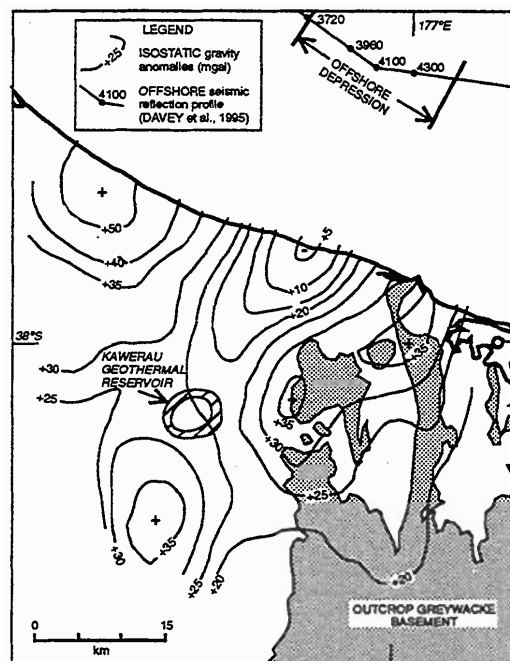 LEGEND
+25
ISOSTATIC gravity
anomalies (mgal)
4100
OFFSHORE seismic
reflection profile
(DAVEY et al., 1995)
3720
177°E
3960
4100
4300
OFFSHORE
DEPRESSION
+
+50
+40
+35
-
+5
+10
+20
38°S
+30
+25
KAWERAU
GEOTHERMAL
RESERVOIR
+
+
+35
+30
+25
+
+35
+30
+25
+20
+20
OUTCROP GREYWACKE
BASEMENT
0
15
km